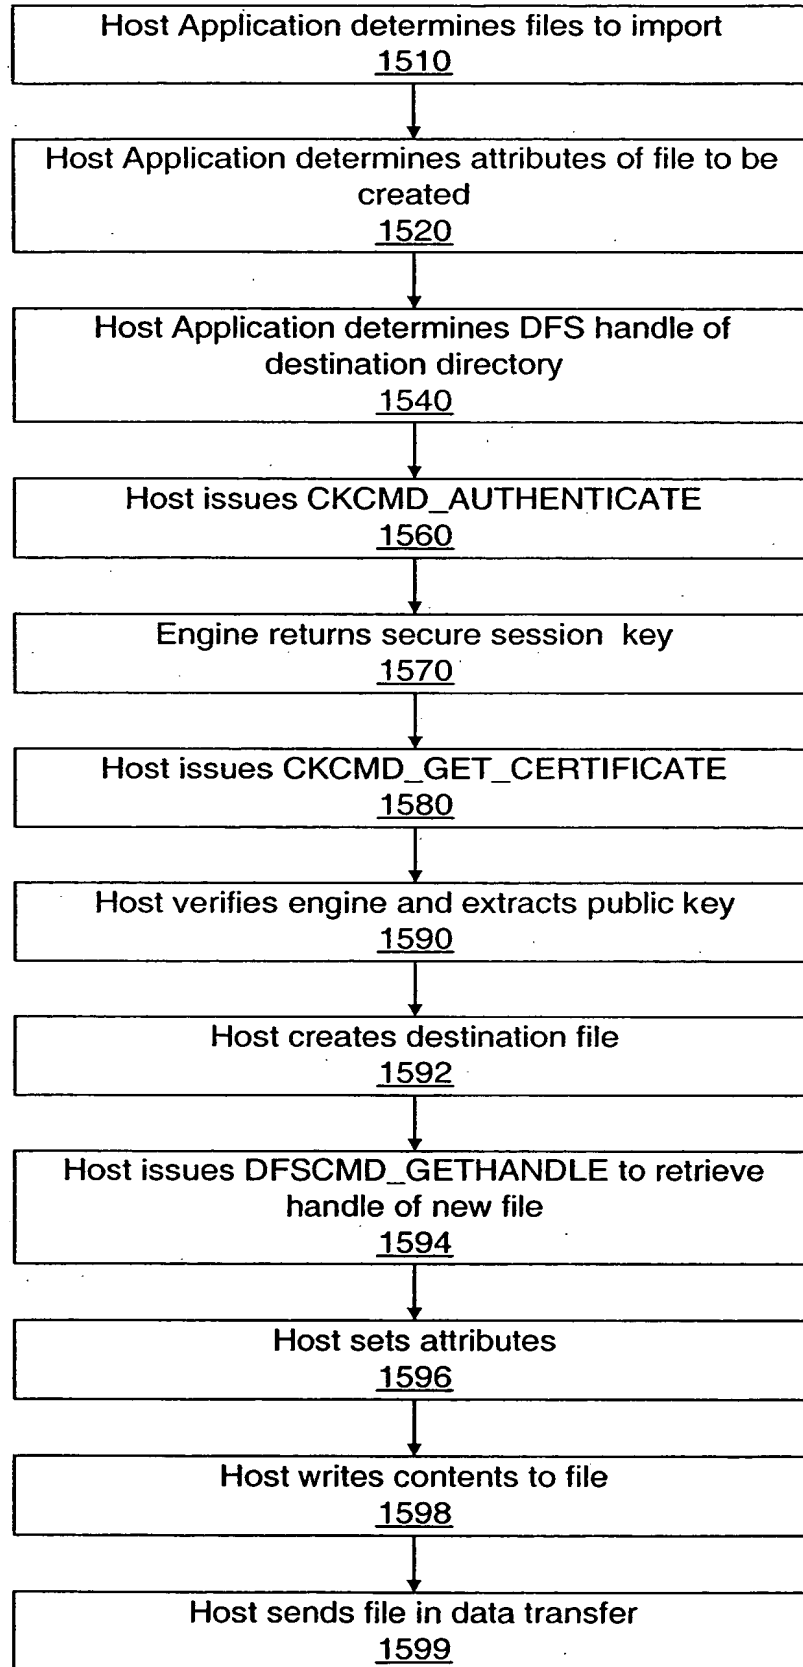 Host Application determines files to import
1510
Host Application determines attributes of file to be
created
1520
Host Application determines DFS handle of
destination directory
1540
Host issues CKCMD_AUTHENTICATE
1560
Engine returns secure session key
1570
Host issues CKCMD_GET_CERTIFICATE
1580
Host verifies engine and extracts public key
1590
Host creates destination file
1592
Host issues DFSCMD_GETHANDLE to retrieve
handle of new file
1594
Host sets attributes
1596
Host writes contents to file
1598
Host sends file in data transfer
1599